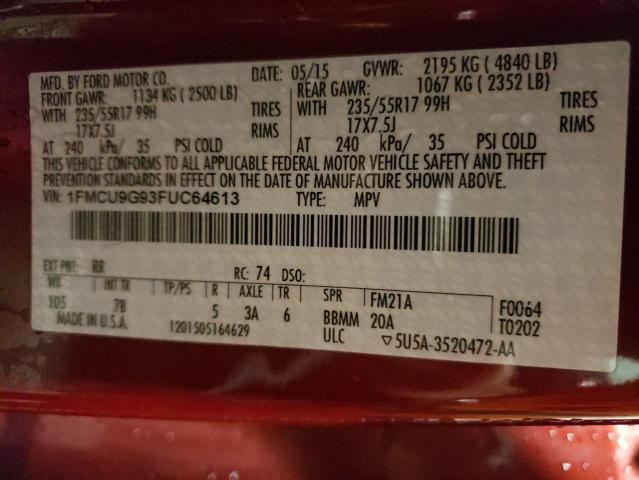 MFD. BY FORD MOTOR CO. DATE: 05/15 GVWR: 2195 KG ( 4840 LB)
FRONT GAWR: 1134 KG ( 2500 LB) REAR GAWR: 1067 KG ( 2352 LB)
WITH 235/55R17 99H TIRES WITH 235/55R17 99H TIRES
17X7.5J RIMS 17X7.5J RIMS
AT 240 kPa/ 35 PSI COLD AT 240 kPa/ 35 PSI COLD
THIS VEHICLE CONFORMS TO ALL APPLICABLE FEDERAL MOTOR VEHICLE SAFETY AND THEFT
PREVENTION STANDARDS IN EFFECT ON THE DATE OF MANUFACTURE SHOWN ABOVE.
VIN: 1FMCU9G93FUC64613 TYPE: MPV
EXT PNT: RR RC: 74 DSO:
WB INT TR TP/PS R AXLE TR SPR FM21A F0064
105 7B 5 3A 6 BBMM 20A T0202
MADE IN U.S.A. 1201505164629 ULC ▽5U5A-3520472-AA